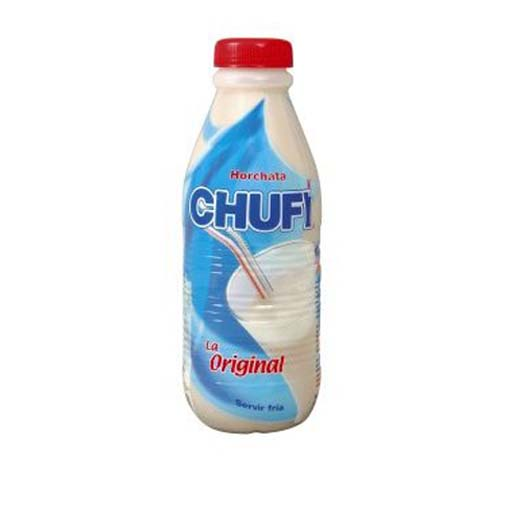 Horchata
CHUFI
La
Original
Servir fría